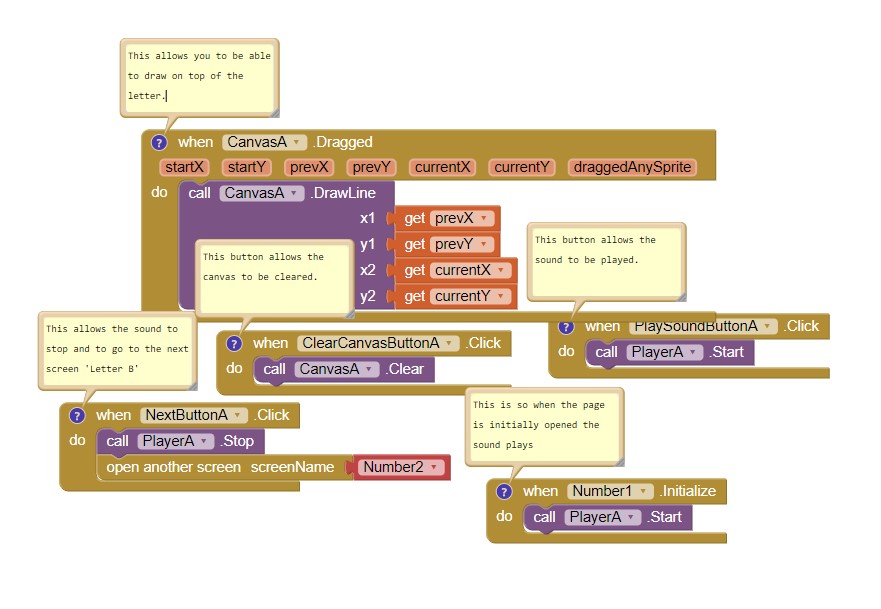 This allows you to be able
to draw on top of the
letter.
? when CanvasA .Dragged
startX startY prevX prevY currentX currentY draggedAnySprite
do call CanvasA .DrawLine
x1 get prevX
y1 get prevY
x2 get currentX
y2 get currentY
This button allows the
canvas to be cleared.
This button allows the
sound to be played.
? when PlaySoundButtonA .Click
do call PlayerA .Start
This allows the sound to
stop and to go to the next
screen 'Letter B'
? when ClearCanvasButtonA .Click
do call CanvasA .Clear
? when NextButtonA .Click
do call PlayerA .Stop
open another screen screenName Number2
This is so when the page
is initially opened the
sound plays
? when Number1 .Initialize
do call PlayerA .Start